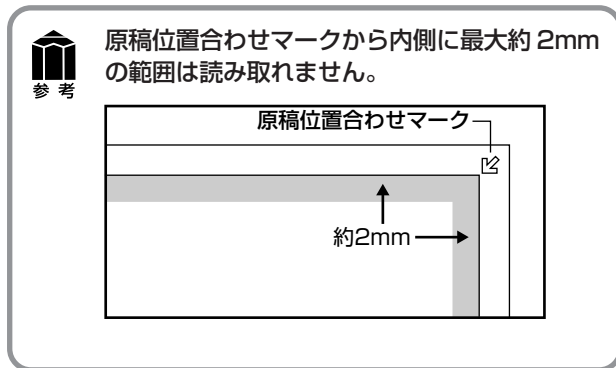 原稿位置合わせマークから内側に最大約 2mm
の範囲は読み取れません。
参考
原稿位置合わせマーク
約2mm